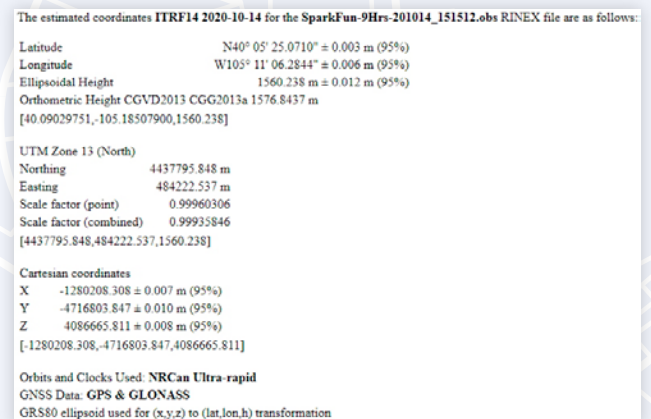 The estimated coordinates ITRF14 2020-10-14 for the SparkFun-9Hrs-201014_151512.obs RINEX file are as follows:
Latitude N40° 05' 25.0710" ± 0.003 m (95%)
Longitude W105° 11' 06.2844" ± 0.006 m (95%)
Ellipsoidal Height 1560.238 m ± 0.012 m (95%)
Orthometric Height CGVD2013 CGG2013a 1576.8437 m
[40.09029751,-105.18507900,1560.238]
UTM Zone 13 (North)
Northing 4437795.848 m
Easting 484222.537 m
Scale factor (point) 0.99960306
Scale factor (combined) 0.99935846
[4437795.848,484222.537,1560.238]
Cartesian coordinates
X -1280208.308 ± 0.007 m (95%)
Y -4716803.847 ± 0.010 m (95%)
Z 4086665.811 ± 0.008 m (95%)
[-1280208.308,-4716803.847,4086665.811]
Orbits and Clocks Used: NRCan Ultra-rapid
GNSS Data: GPS & GLONASS
GRS80 ellipsoid used for (x,y,z) to (lat,lon,h) transformation